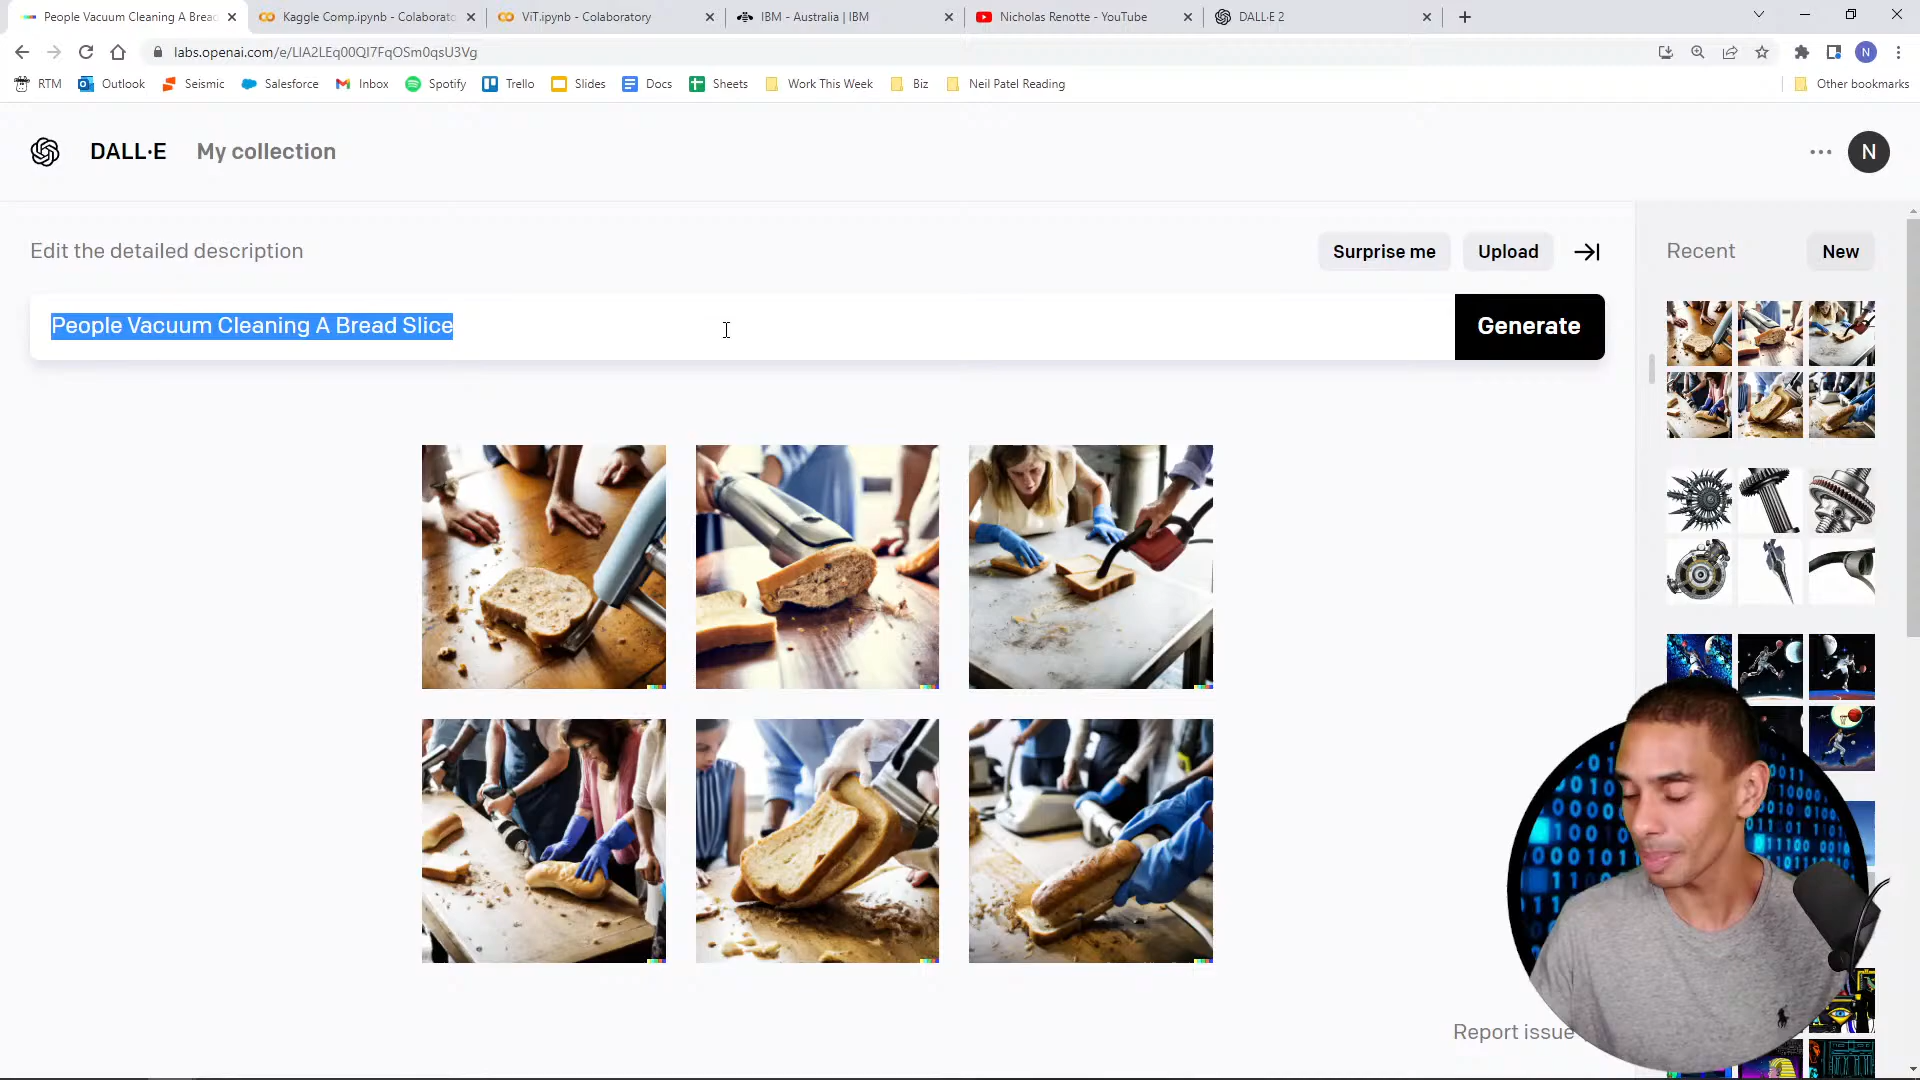 People Vacuum Cleaning A Bread
Kaggle Comp.ipynb - Colaborato
ViT.ipynb - Colaboratory
IBM - Australia | IBM
Nicholas Renotte - YouTube
DALL·E 2
labs.openai.com/e/LIA2LEq00QI7FqOSm0qsU3Vg
N
RTM
Outlook
Seismic
Salesforce
Inbox
Spotify
Trello
Slides
Docs
Sheets
Work This Week
Biz
Neil Patel Reading
Other bookmarks
DALL·E
My collection
N
Edit the detailed description
Surprise me
Upload
Recent
New
People Vacuum Cleaning A Bread Slice
Generate
Report issue